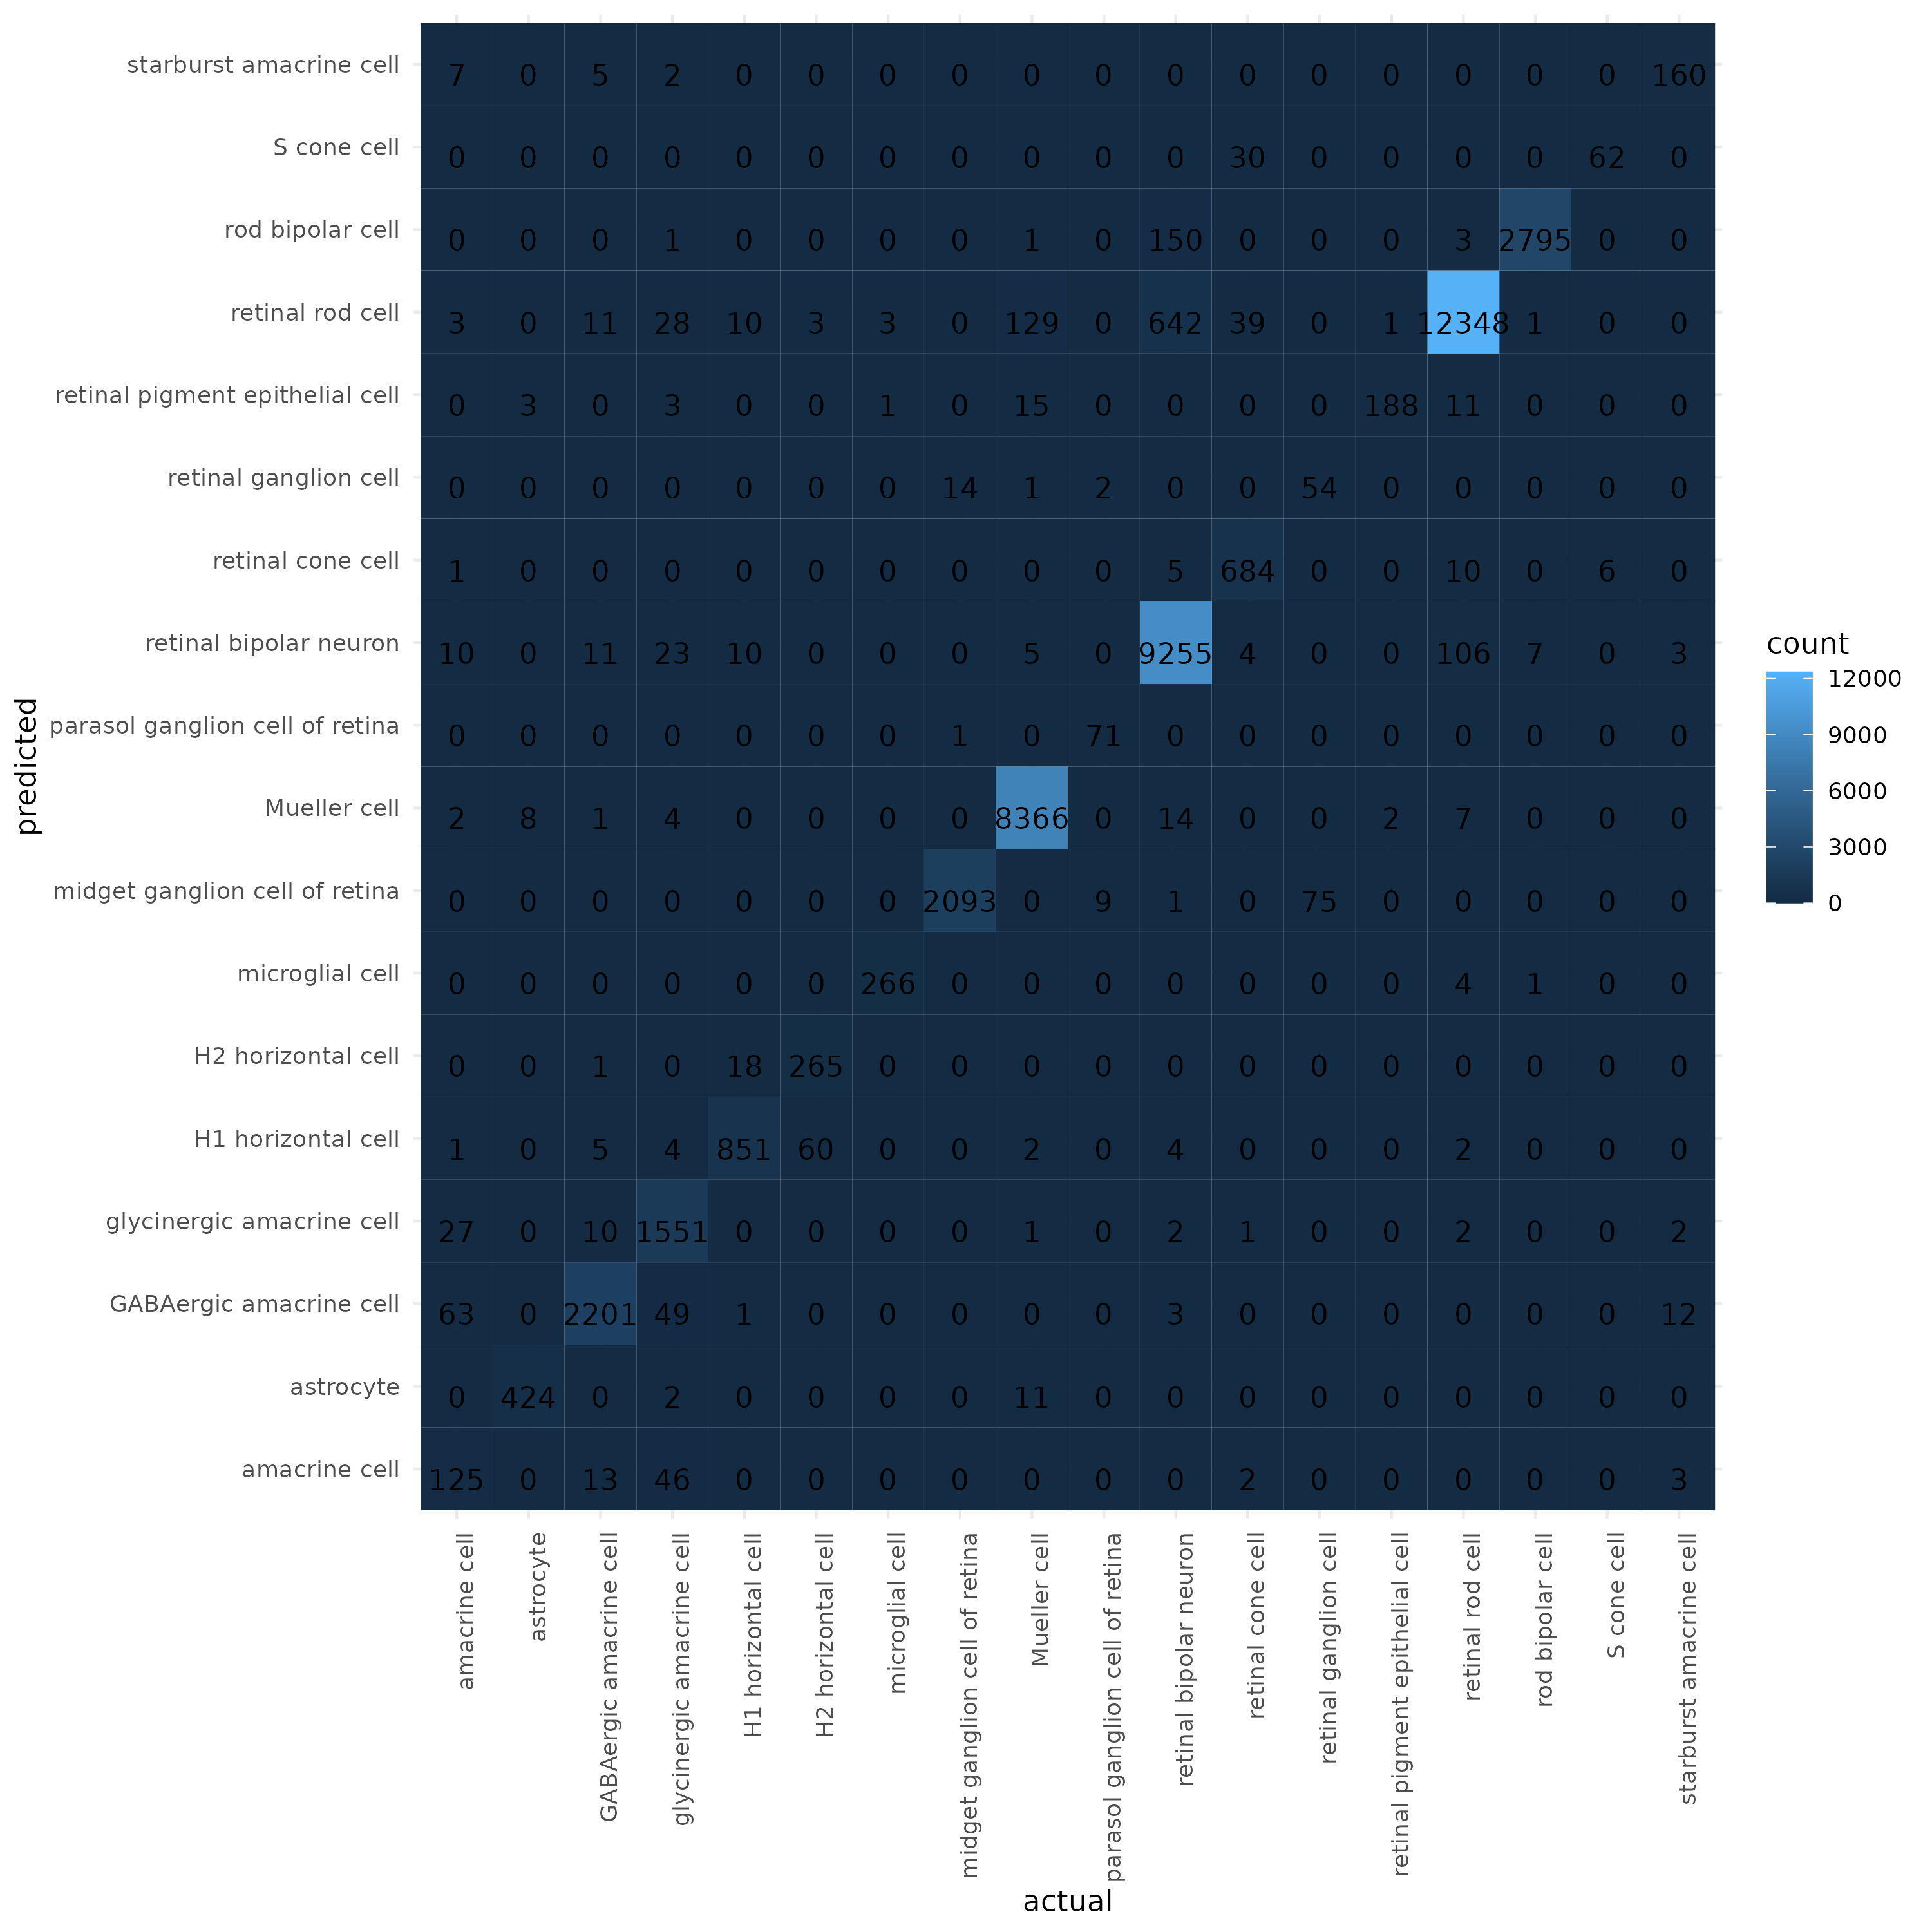 starburst amacrine cell 7 0 5 2 0 0 0 0 0 0 0 0 0 0 0 0 0 160
S cone cell 0 0 0 0 0 0 0 0 0 0 0 30 0 0 0 0 62 0
rod bipolar cell 0 0 0 1 0 0 0 0 1 0 150 0 0 0 3 2795 0 0
retinal rod cell 3 0 11 28 10 3 3 0 129 0 642 39 0 1 12348 1 0 0
retinal pigment epithelial cell 0 3 0 3 0 0 1 0 15 0 0 0 0 188 11 0 0 0
retinal ganglion cell 0 0 0 0 0 0 0 14 1 2 0 0 54 0 0 0 0 0
retinal cone cell 1 0 0 0 0 0 0 0 0 0 5 684 0 0 10 0 6 0
retinal bipolar neuron 10 0 11 23 10 0 0 0 5 0 9255 4 0 0 106 7 0 3
parasol ganglion cell of retina 0 0 0 0 0 0 0 1 0 71 0 0 0 0 0 0 0 0
Mueller cell 2 8 1 4 0 0 0 0 8366 0 14 0 0 2 7 0 0 0
midget ganglion cell of retina 0 0 0 0 0 0 0 2093 0 9 1 0 75 0 0 0 0 0
microglial cell 0 0 0 0 0 0 266 0 0 0 0 0 0 0 4 1 0 0
H2 horizontal cell 0 0 1 0 18 265 0 0 0 0 0 0 0 0 0 0 0 0
H1 horizontal cell 1 0 5 4 851 60 0 0 2 0 4 0 0 0 2 0 0 0
glycinergic amacrine cell 27 0 10 1551 0 0 0 0 1 0 2 1 0 0 2 0 0 2
GABAergic amacrine cell 63 0 2201 49 1 0 0 0 0 0 3 0 0 0 0 0 0 12
astrocyte 0 424 0 2 0 0 0 0 11 0 0 0 0 0 0 0 0 0
amacrine cell 125 0 13 46 0 0 0 0 0 0 0 2 0 0 0 0 0 3
predicted
amacrine cell
astrocyte
GABAergic amacrine cell
glycinergic amacrine cell
H1 horizontal cell
H2 horizontal cell
microglial cell
midget ganglion cell of retina
Mueller cell
parasol ganglion cell of retina
retinal bipolar neuron
retinal cone cell
retinal ganglion cell
retinal pigment epithelial cell
retinal rod cell
rod bipolar cell
S cone cell
starburst amacrine cell
actual
count
12000
9000
6000
3000
0